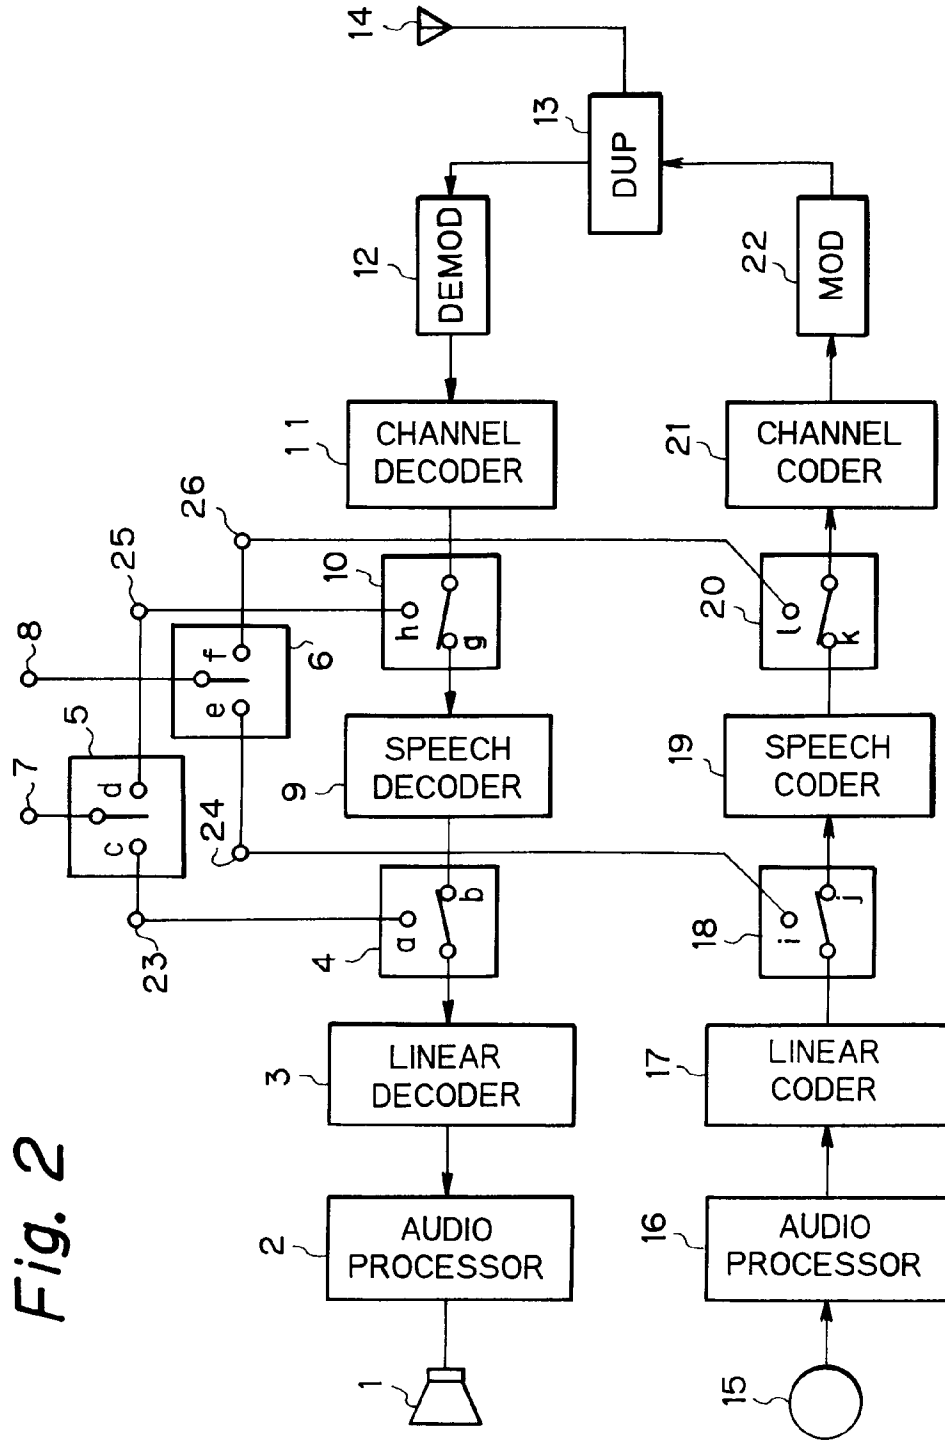 Fig. 2
7
8
5
c
d
6
e
f
23
24
25
26
1
2
AUDIO
PROCESSOR
3
LINEAR
DECODER
4
a
b
9
SPEECH
DECODER
10
h
g
11
CHANNEL
DECODER
12
DEMOD
13
DUP
14
15
16
AUDIO
PROCESSOR
17
LINEAR
CODER
18
i
j
19
SPEECH
CODER
20
l
k
21
CHANNEL
CODER
22
MOD